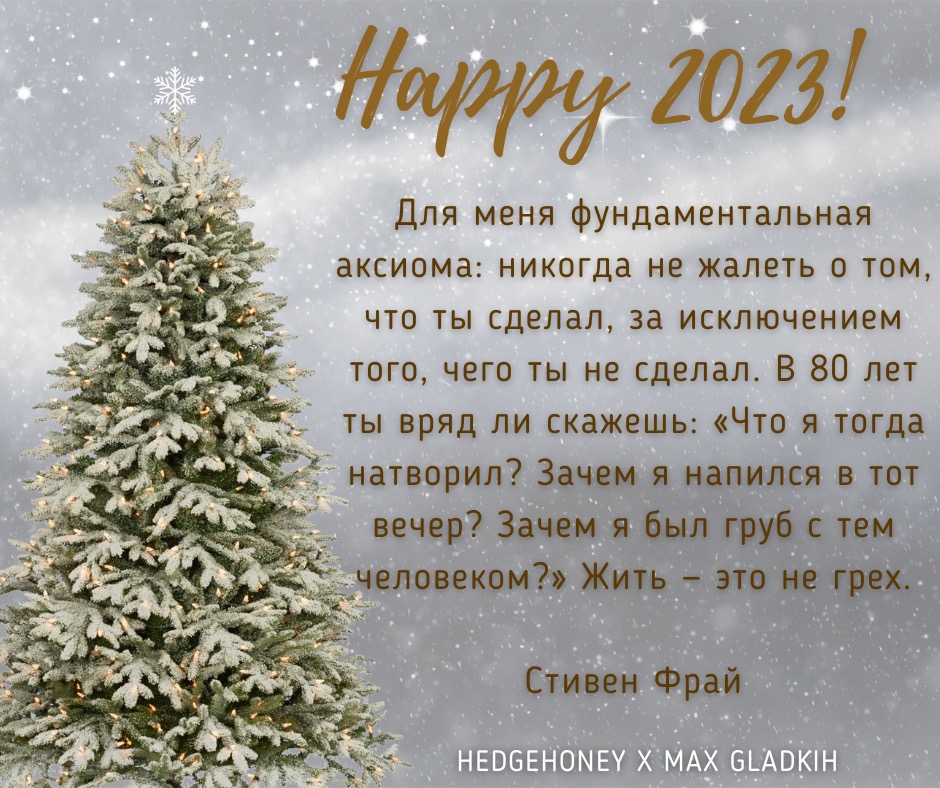 Happy 2023!
Для меня фундаментальная
аксиома: никогда не жалеть о том,
что ты сделал, за исключением
того, чего ты не сделал. В 80 лет
ты вряд ли скажешь: «Что я тогда
натворил? Зачем я напился в тот
вечер? Зачем я был груб с тем
человеком?» Жить – это не грех.
Стивен Фрай
HEDGEHONEY X MAX GLADKIH